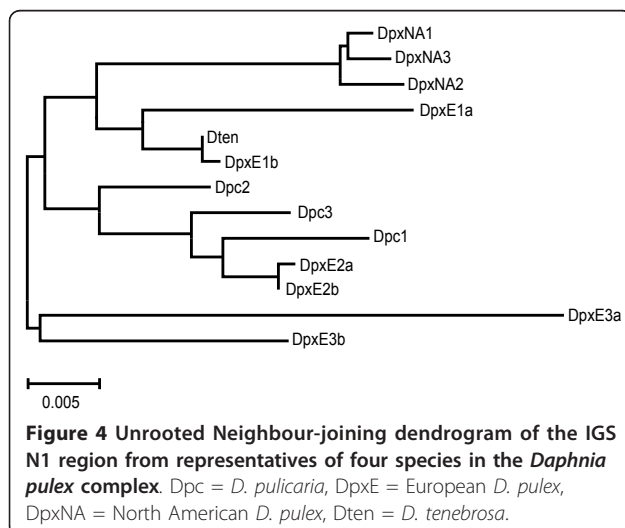 DpxNA1
DpxNA3
DpxNA2
DpxE1a
Dten
DpxE1b
Dpc2
Dpc3
Dpc1
DpxE2a
DpxE2b
DpxE3a
DpxE3b
0.005
Figure 4 Unrooted Neighbour-joining dendrogram of the IGS
N1 region from representatives of four species in the Daphnia
pulex complex. Dpc = D. pulicaria, DpxE = European D. pulex,
DpxNA = North American D. pulex, Dten = D. tenebrosa.